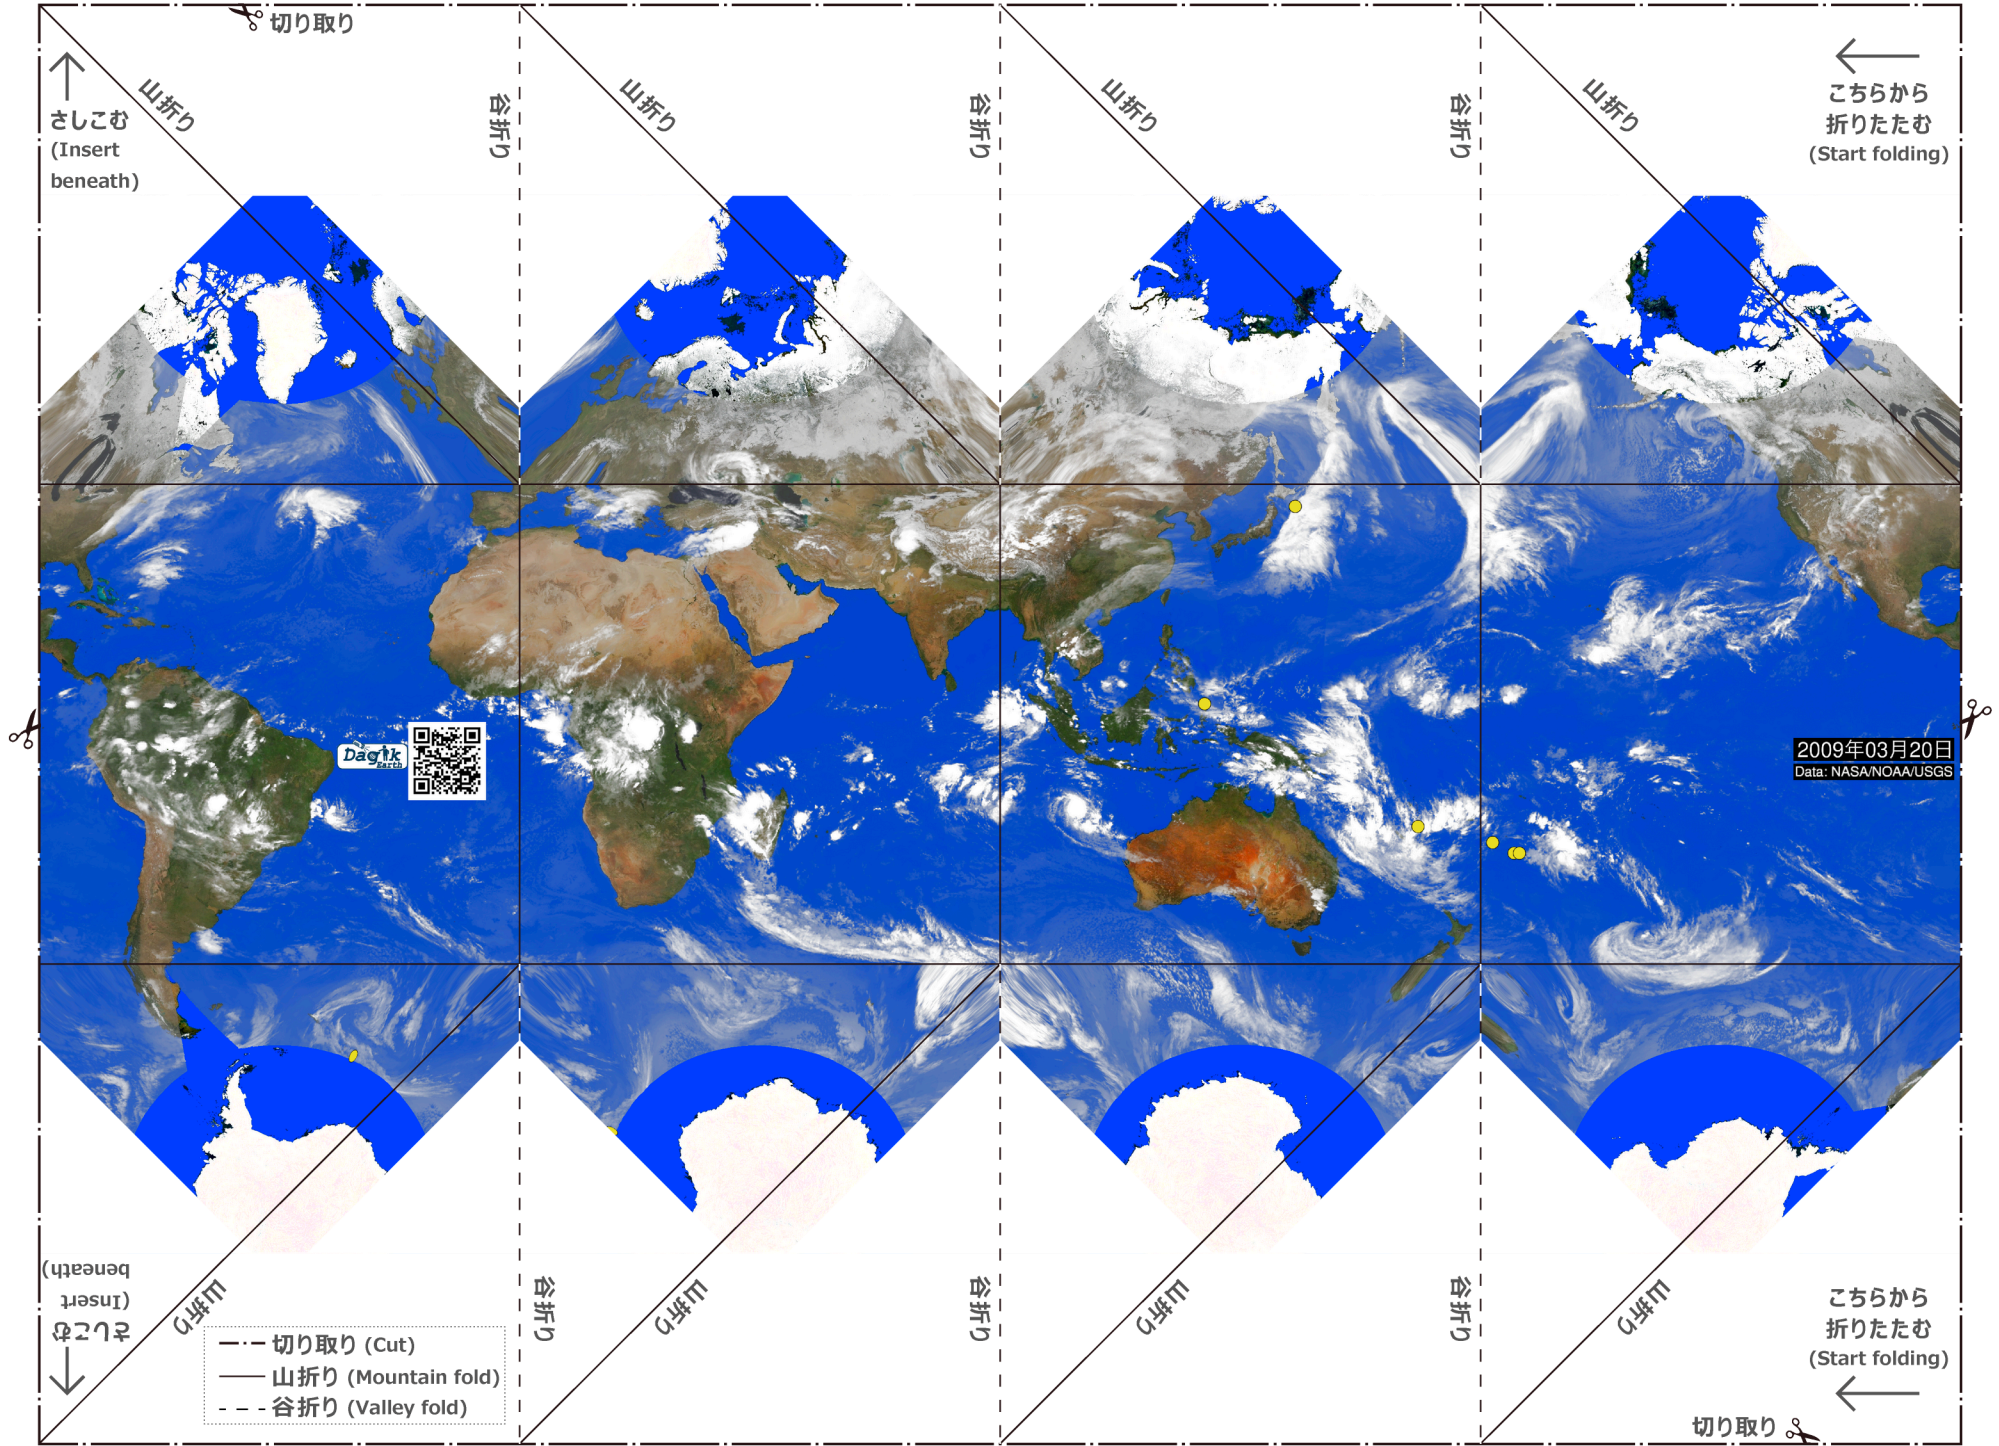 切り取り
さしこむ
(Insert
beneath)
山折り
谷折り
山折り
谷折り
山折り
谷折り
山折り
こちらから
折りたたむ
(Start folding)
Dagik
Earth
2009年03月20日
Data: NASA/NOAA/USGS
さしこむ
(Insert
beneath)
山折り
谷折り
山折り
谷折り
山折り
谷折り
山折り
こちらから
折りたたむ
(Start folding)
切り取り (Cut)
山折り (Mountain fold)
谷折り (Valley fold)
切り取り